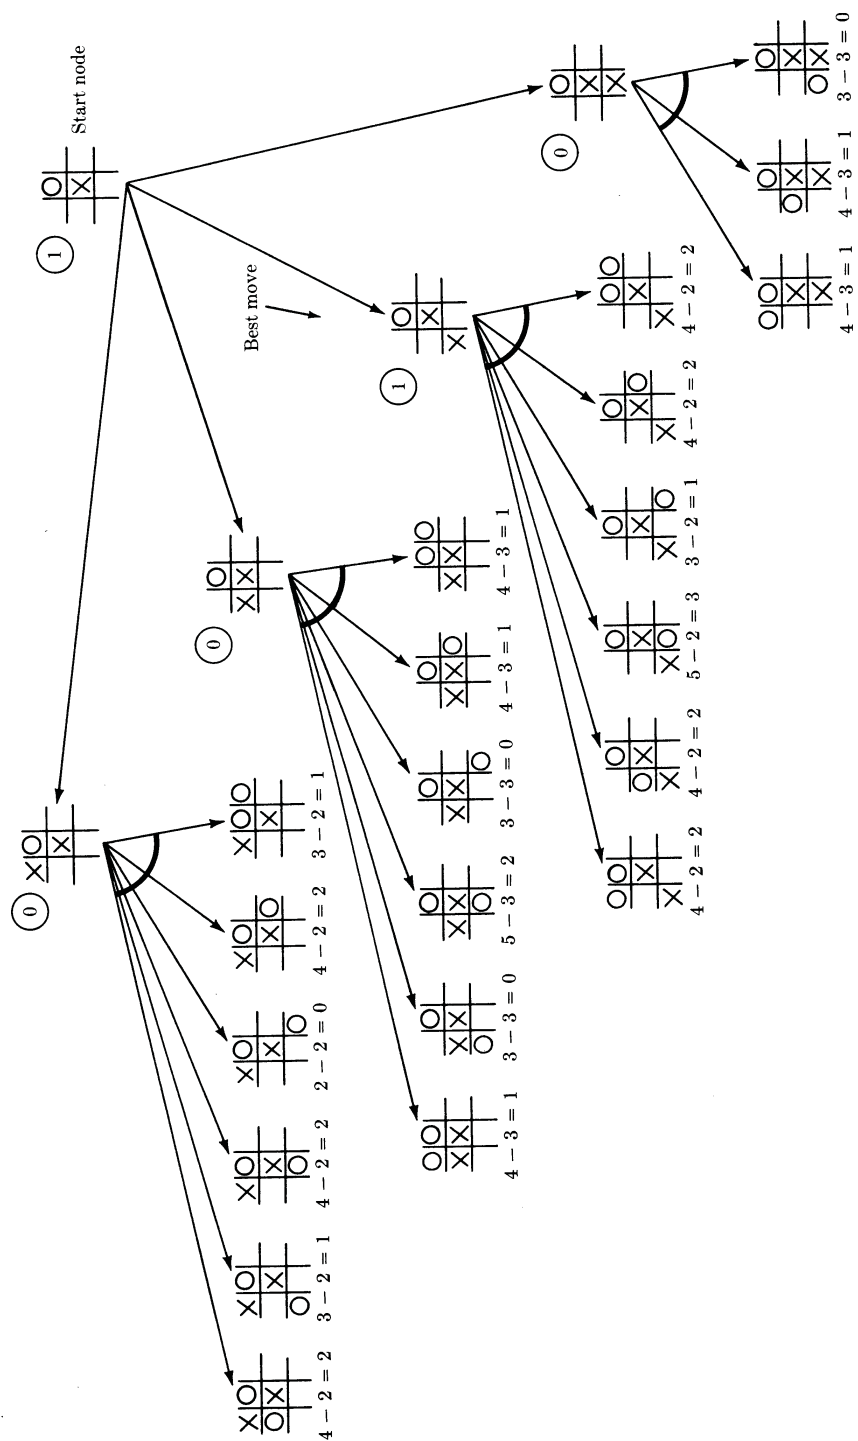 0
1
Start node
0
Best move
4 − 2 = 2 3 − 2 = 1 4 − 2 = 2 2 − 2 = 0 4 − 2 = 2 3 − 2 = 1
1
4 − 3 = 1 3 − 3 = 0 5 − 3 = 2 3 − 3 = 0 4 − 3 = 1 4 − 3 = 1
0
4 − 2 = 2 4 − 2 = 2 5 − 2 = 3 3 − 2 = 1 4 − 2 = 2 4 − 2 = 2
4 − 3 = 1 4 − 3 = 1 3 − 3 = 0